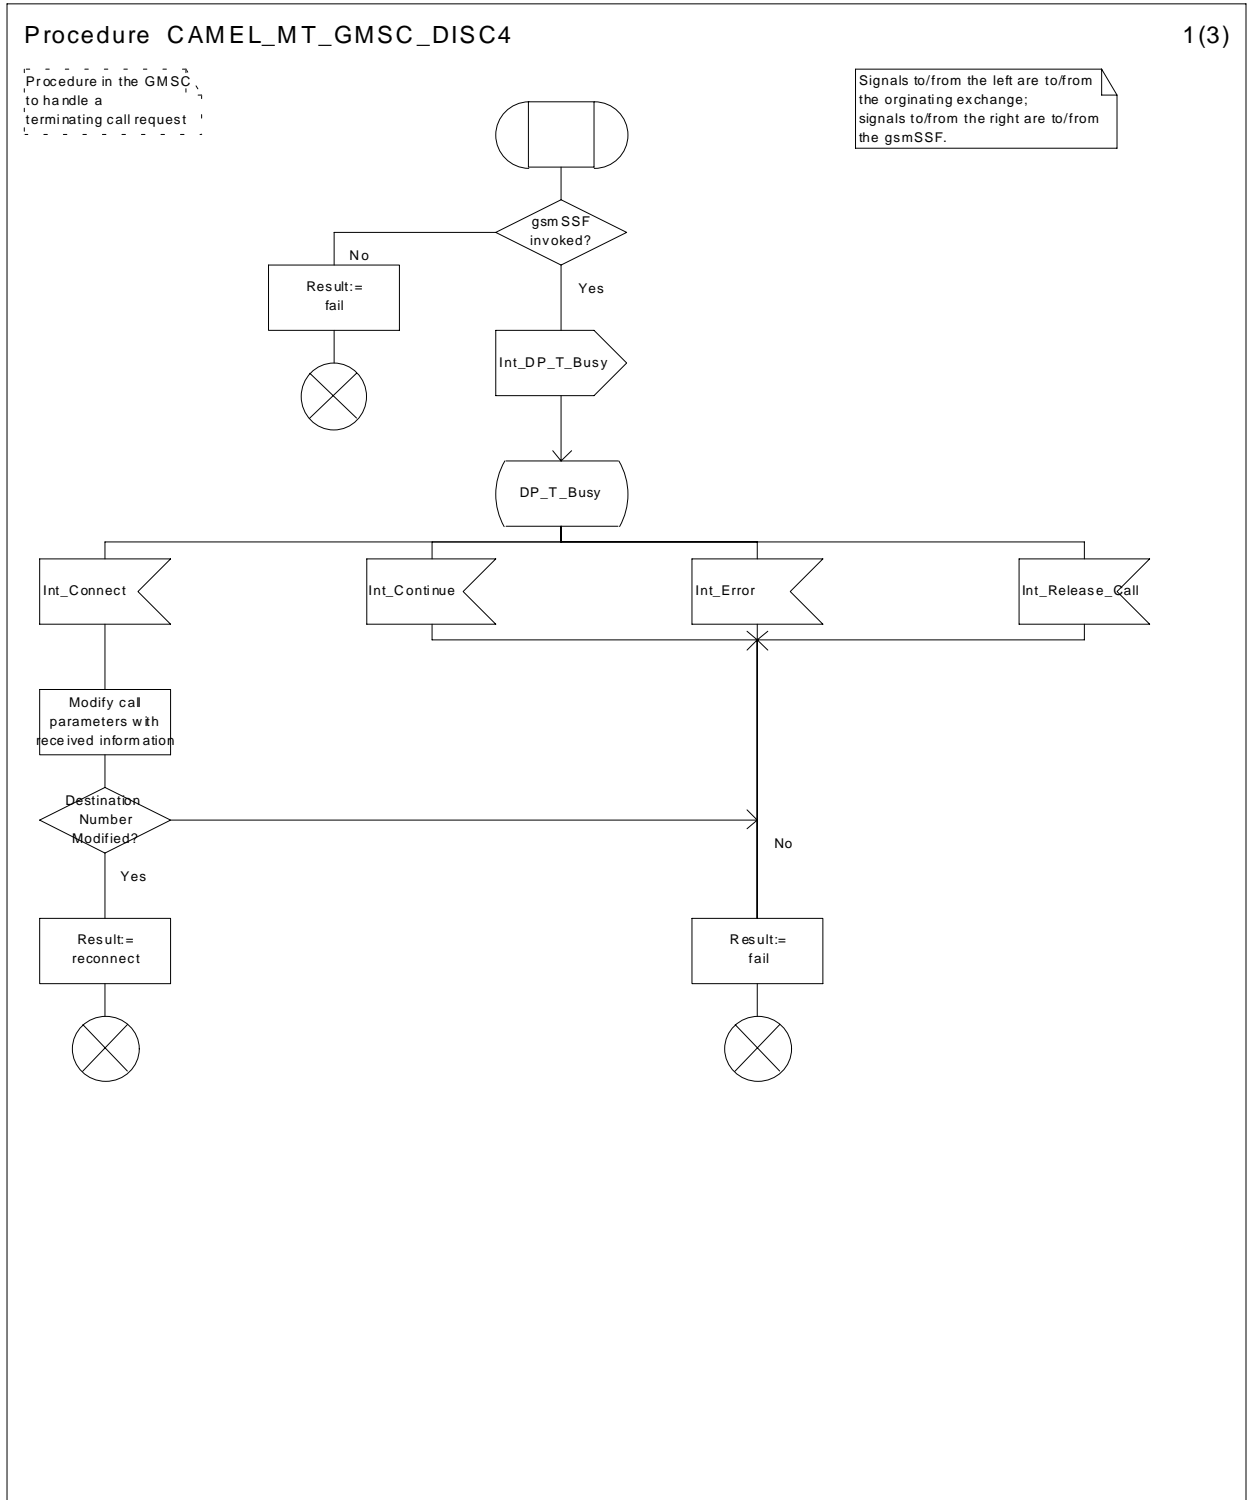 Procedure CAMEL_MT_GMSC_DISC4
1(3)
Procedure in the GMSC
to handle a
terminating call request
Signals to/from the left are to/from
the orginating exchange;
signals to/from the right are to/from
the gsmSSF.
gsmSSF
invoked?
No
Yes
Result:=
fail
Int_DP_T_Busy
DP_T_Busy
Int_Connect
Int_Continue
Int_Error
Int_Release_Call
Modify call
parameters with
received information
Destination
Number
Modified?
No
Yes
Result:=
reconnect
Result:=
fail